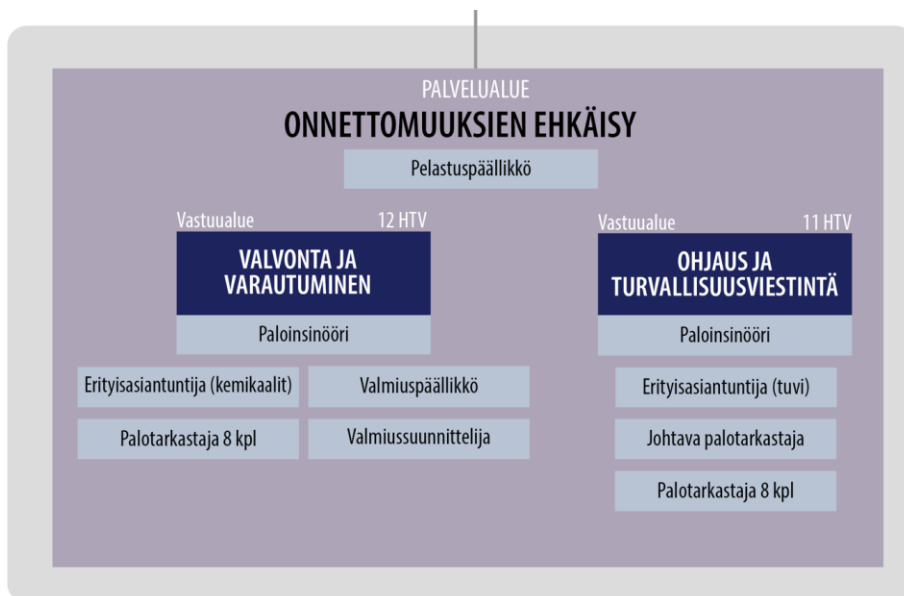 PALVELUALUE
ONNETTOMUUKSIEN EHKÄISY
Pelastuspäällikkö
Vastuualue 12 HTV
VALVONTA JA
VARAUTUMINEN
Paloinsinööri
Erityisasiantuntija (kemikaalit)
Valmiuspäällikkö
Palotarkastaja 8 kpl
Valmiussuunnittelija
Vastuualue 11 HTV
OHJAUS JA
TURVALLISUUSVIESTINTÄ
Paloinsinööri
Erityisasiantuntija (tuvi)
Johtava palotarkastaja
Palotarkastaja 8 kpl